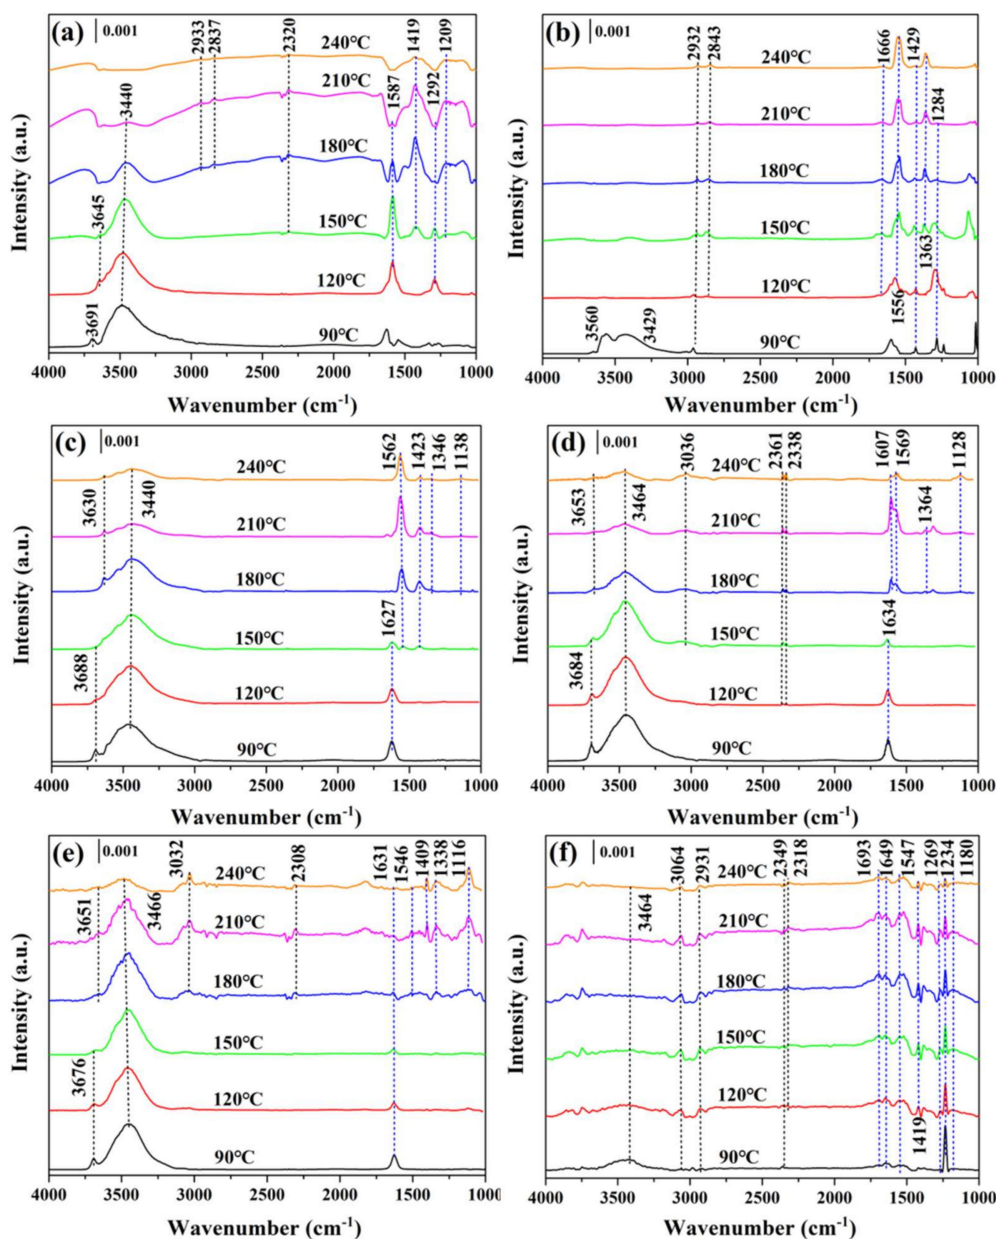 (a) 0.001 2933 2837 2320 1419 1209
240℃
210℃ 1587 1292
3440
180℃
3645 150℃
120℃
3691 90℃
4000 3500 3000 2500 2000 1500 1000
Wavenumber (cm-1)
Intensity (a.u.)
(b) 0.001 2932 2843 1666 1429
240℃
210℃ 1284
180℃
150℃ 1363
120℃ 1556
3560 3429 90℃
4000 3500 3000 2500 2000 1500 1000
Wavenumber (cm-1)
Intensity (a.u.)
(c) 0.001 1562 1423 1346 1138
240℃
3630 3440 210℃
180℃
150℃ 1627
3688 120℃
90℃
4000 3500 3000 2500 2000 1500 1000
Wavenumber (cm-1)
Intensity (a.u.)
(d) 0.001 3036 2361 2338 1607 1569 1128
240℃
3653 3464 210℃ 1364
180℃
150℃ 1634
3684 120℃
90℃
4000 3500 3000 2500 2000 1500 1000
Wavenumber (cm-1)
Intensity (a.u.)
(e) 0.001 3032 2308 1631 1546 1409 1338 1116
240℃
3651 3466 210℃
180℃
150℃
3676 120℃
90℃
4000 3500 3000 2500 2000 1500 1000
Wavenumber (cm-1)
Intensity (a.u.)
(f) 0.001 3064 2931 2349 2318 1693 1649 1547 1269 1234 1180
240℃
3464 210℃
180℃
150℃
120℃
1419
90℃
4000 3500 3000 2500 2000 1500 1000
Wavenumber (cm-1)
Intensity (a.u.)